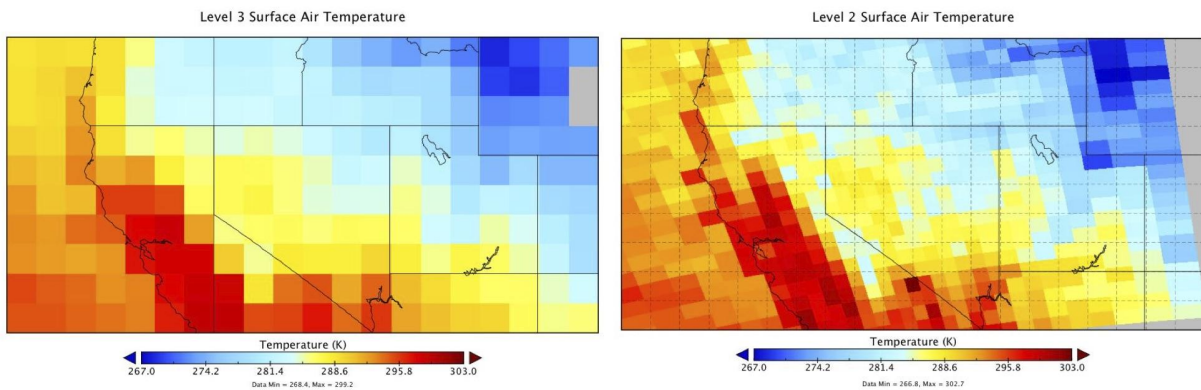 Level 3 Surface Air Temperature
Temperature (K)
267.0 274.2 281.4 288.6 295.8 303.0
Data Min = 268.4, Max = 299.2
Level 2 Surface Air Temperature
Temperature (K)
267.0 274.2 281.4 288.6 295.8 303.0
Data Min = 266.8, Max = 302.7